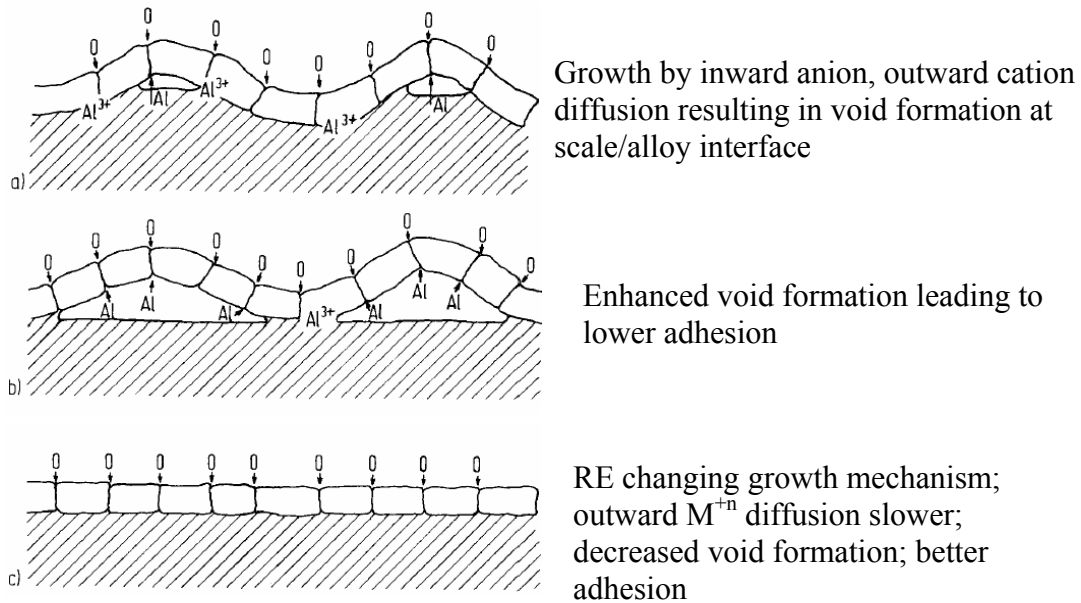 O O O O O O O O
Al³⁺ Al Al³⁺ Al³⁺ Al
a)
Growth by inward anion, outward cation
diffusion resulting in void formation at
scale/alloy interface
O O O O O O O O O O
Al Al Al Al³⁺ Al Al Al
b)
Enhanced void formation leading to
lower adhesion
O O O O O O O O O
c)
RE changing growth mechanism;
outward M⁺ⁿ diffusion slower;
decreased void formation; better
adhesion